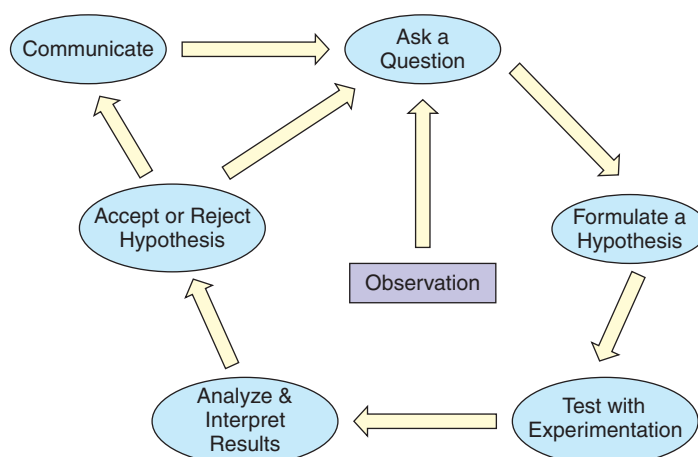 Communicate
Ask a
Question
Accept or Reject
Hypothesis
Formulate a
Hypothesis
Observation
Analyze &
Interpret
Results
Test with
Experimentation